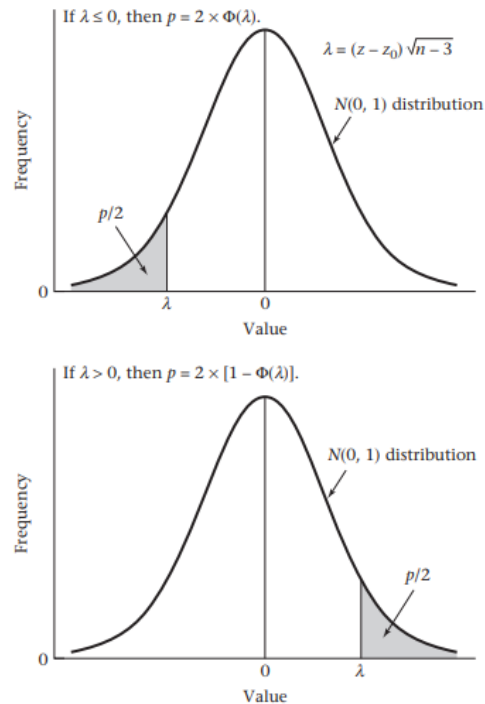 If λ ≤ 0, then p = 2 × Φ(λ).
λ = (z – z₀) √n – 3
N(0, 1) distribution
Frequency
p/2
0
λ
0
Value
If λ > 0, then p = 2 × [1 – Φ(λ)].
N(0, 1) distribution
Frequency
p/2
0
0
λ
Value